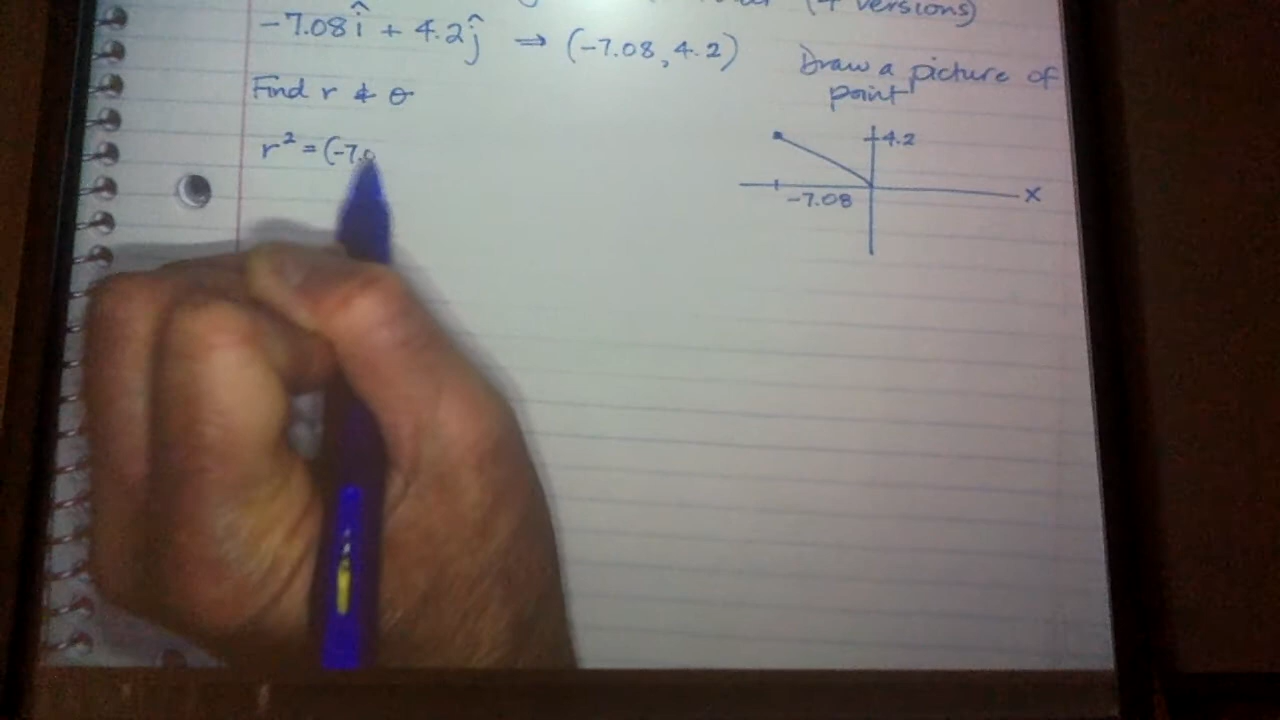 (4 versions)
-7.08î + 4.2ĵ ⇒ (-7.08, 4.2)
Draw a picture of
point
Find r & θ
r² = (-7.0
4.2
-7.08
x